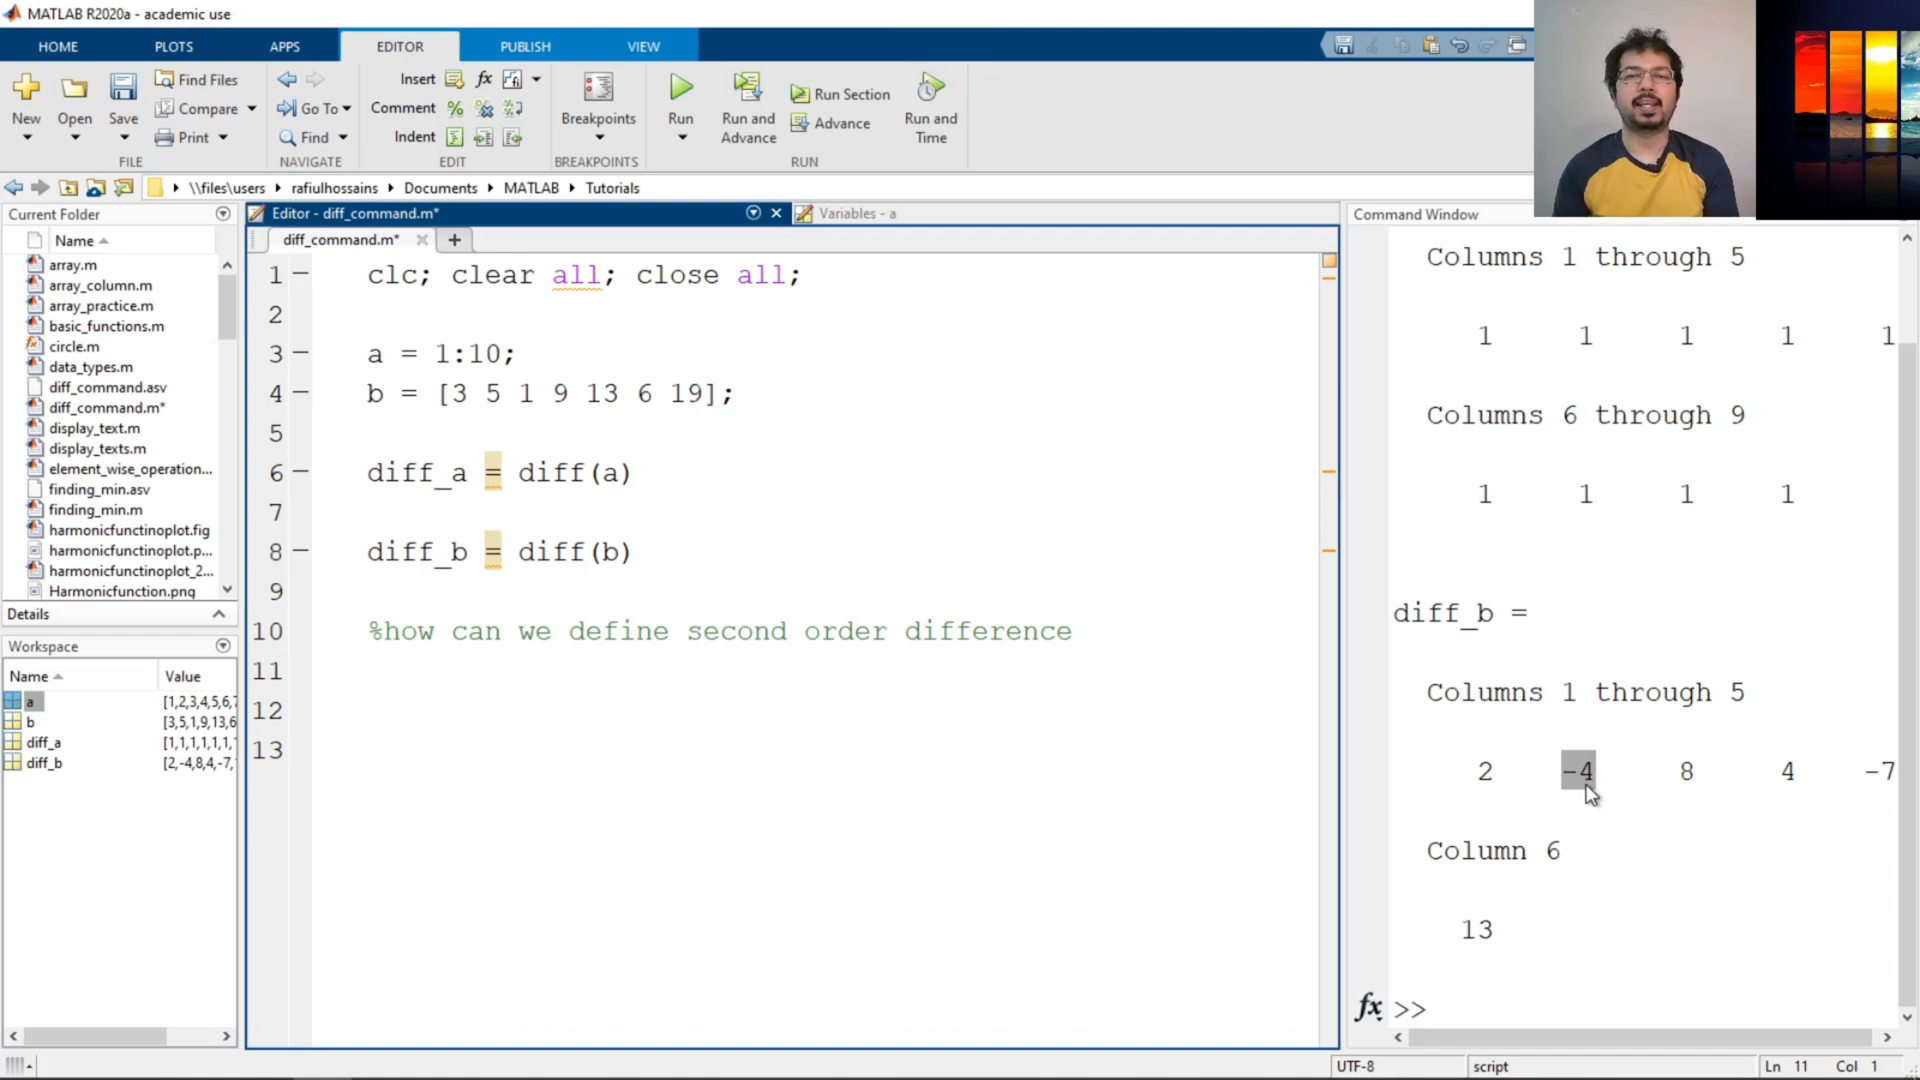 MATLAB R2020a - academic use
HOME PLOTS APPS EDITOR PUBLISH VIEW
New Open Save Find Files Compare Print
Go To Find
Insert fx
Comment %
Indent
Breakpoints
Run
Run and Advance
Run Section
Advance
Run and Time
FILE NAVIGATE EDIT BREAKPOINTS RUN
\\files\users rafiulhossains Documents MATLAB Tutorials
Current Folder
Name
array.m
array_column.m
array_practice.m
basic_functions.m
circle.m
data_types.m
diff_command.asv
diff_command.m*
display_text.m
display_texts.m
element_wise_operation...
finding_min.asv
finding_min.m
harmonicfunctinoplot.fig
harmonicfunctinoplot.p...
harmonicfunctinoplot_2...
Harmonicfunction.png
Details
Workspace
Name Value
a [1,2,3,4,5,6,7
b [3,5,1,9,13,6
diff_a [1,1,1,1,1,1,
diff_b [2,-4,8,4,-7,
Editor - diff_command.m* Variables - a
diff_command.m* +
1 clc; clear all; close all;
2
3 a = 1:10;
4 b = [3 5 1 9 13 6 19];
5
6 diff_a = diff(a)
7
8 diff_b = diff(b)
9
10 %how can we define second order difference
11
12
13
Command Window
Columns 1 through 5
1 1 1 1 1
Columns 6 through 9
1 1 1 1
diff_b =
Columns 1 through 5
2 -4 8 4 -7
Column 6
13
fx >>
UTF-8 script Ln 11 Col 1